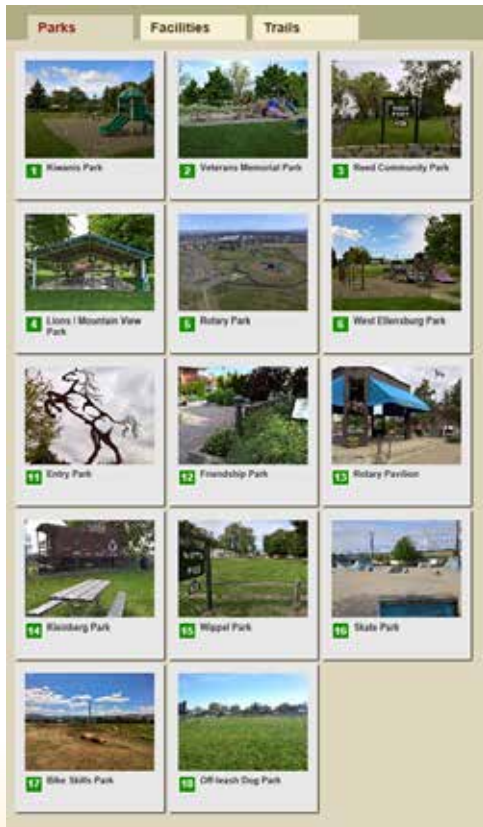 Parks Facilities Trails
1 Kiwanis Park
2 Veterans Memorial Park
3 Reed Community Park
4 Lions / Mountain View
Park
5 Rotary Park
6 West Ellensburg Park
11 Entry Park
12 Friendship Park
13 Rotary Pavilion
14 Kleinberg Park
15 Wippel Park
16 Skate Park
17 Bike Skills Park
18 Off-leash Dog Park